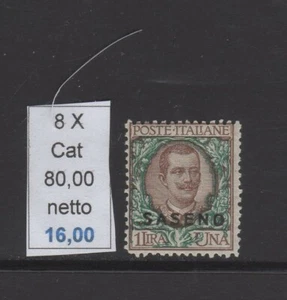 8 X
Cat
80,00
netto
16,00
POSTE ITALIANE
SASENO
1 LIRA UNA